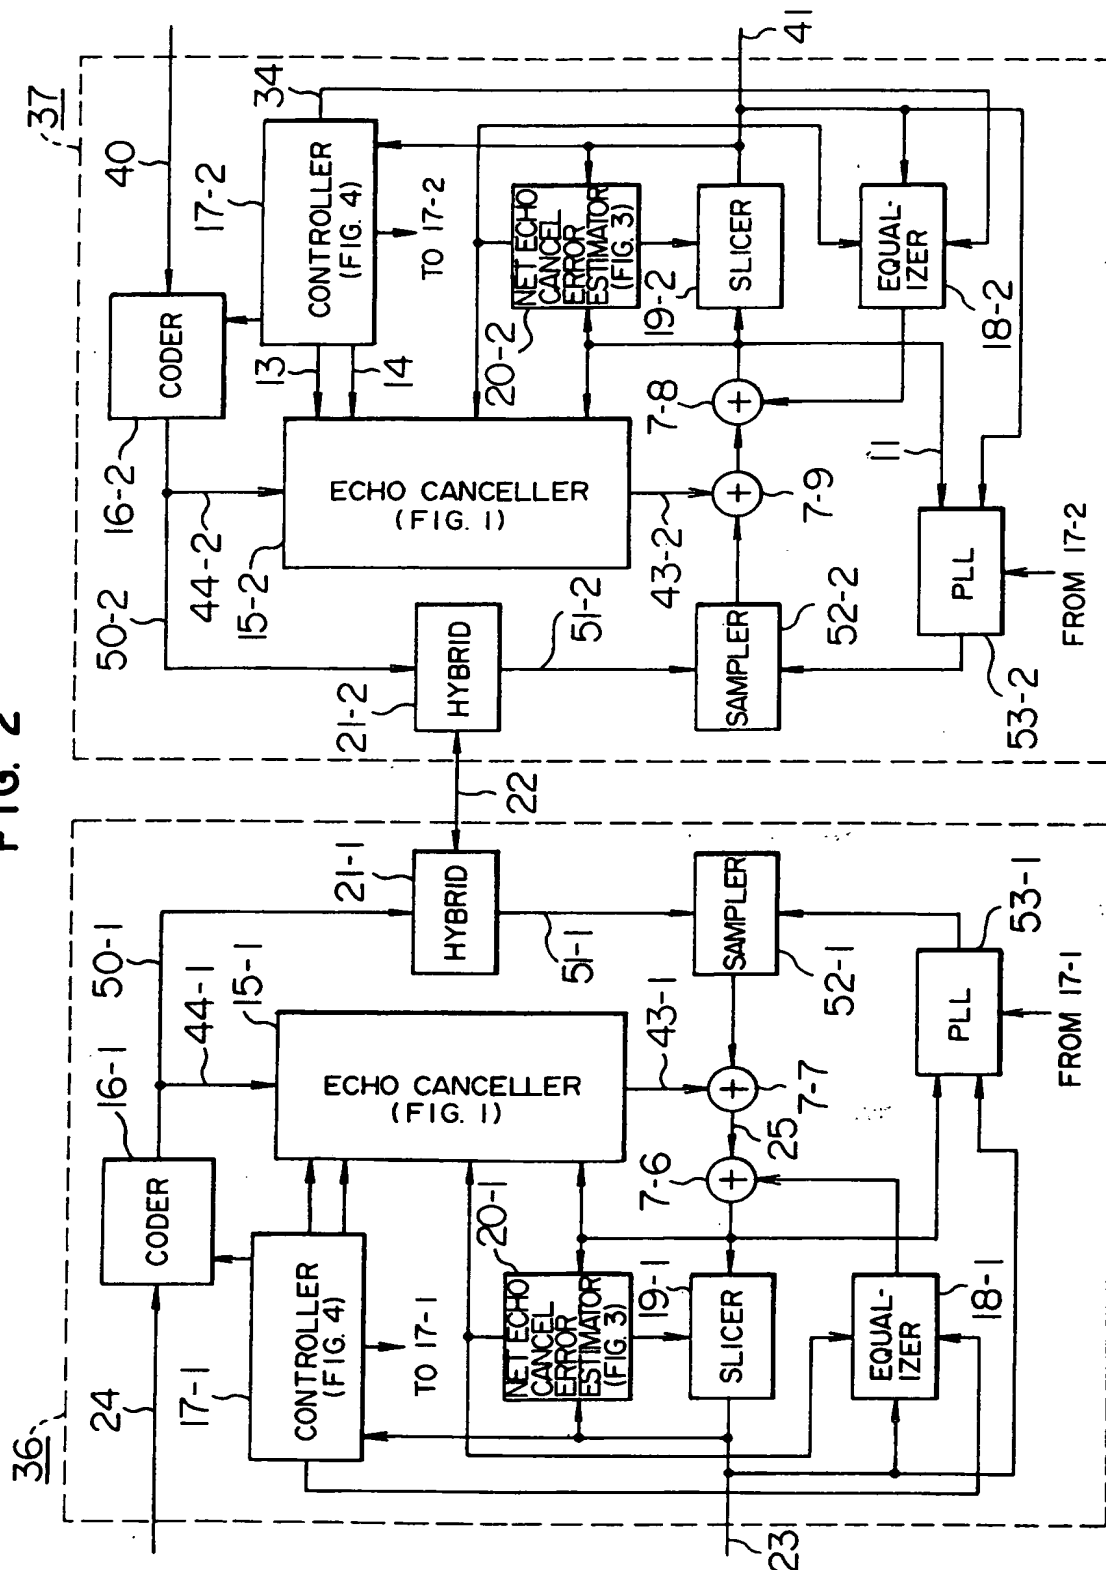 FIG. 2
36
24
16-1
CODER
50-1
44-1
17-1
CONTROLLER
(FIG. 4)
TO 17-1
15-1
ECHO CANCELLER
(FIG. 1)
20-1
NET ECHO
CANCEL
ERROR
ESTIMATOR
(FIG. 3)
21-1
HYBRID
51-1
43-1
19-1
SLICER
7-6
25
7-7
SAMPLER
52-1
23
EQUAL-
IZER
18-1
PLL
53-1
FROM 17-1
22
37
40
16-2
CODER
50-2
44-2
17-2
CONTROLLER
(FIG. 4)
34
13
14
TO 17-2
15-2
ECHO CANCELLER
(FIG. 1)
20-2
NET ECHO
CANCEL
ERROR
ESTIMATOR
(FIG. 3)
21-2
HYBRID
51-2
43-2
19-2
SLICER
7-8
7-9
SAMPLER
52-2
41
EQUAL-
IZER
18-2
11
PLL
53-2
FROM 17-2